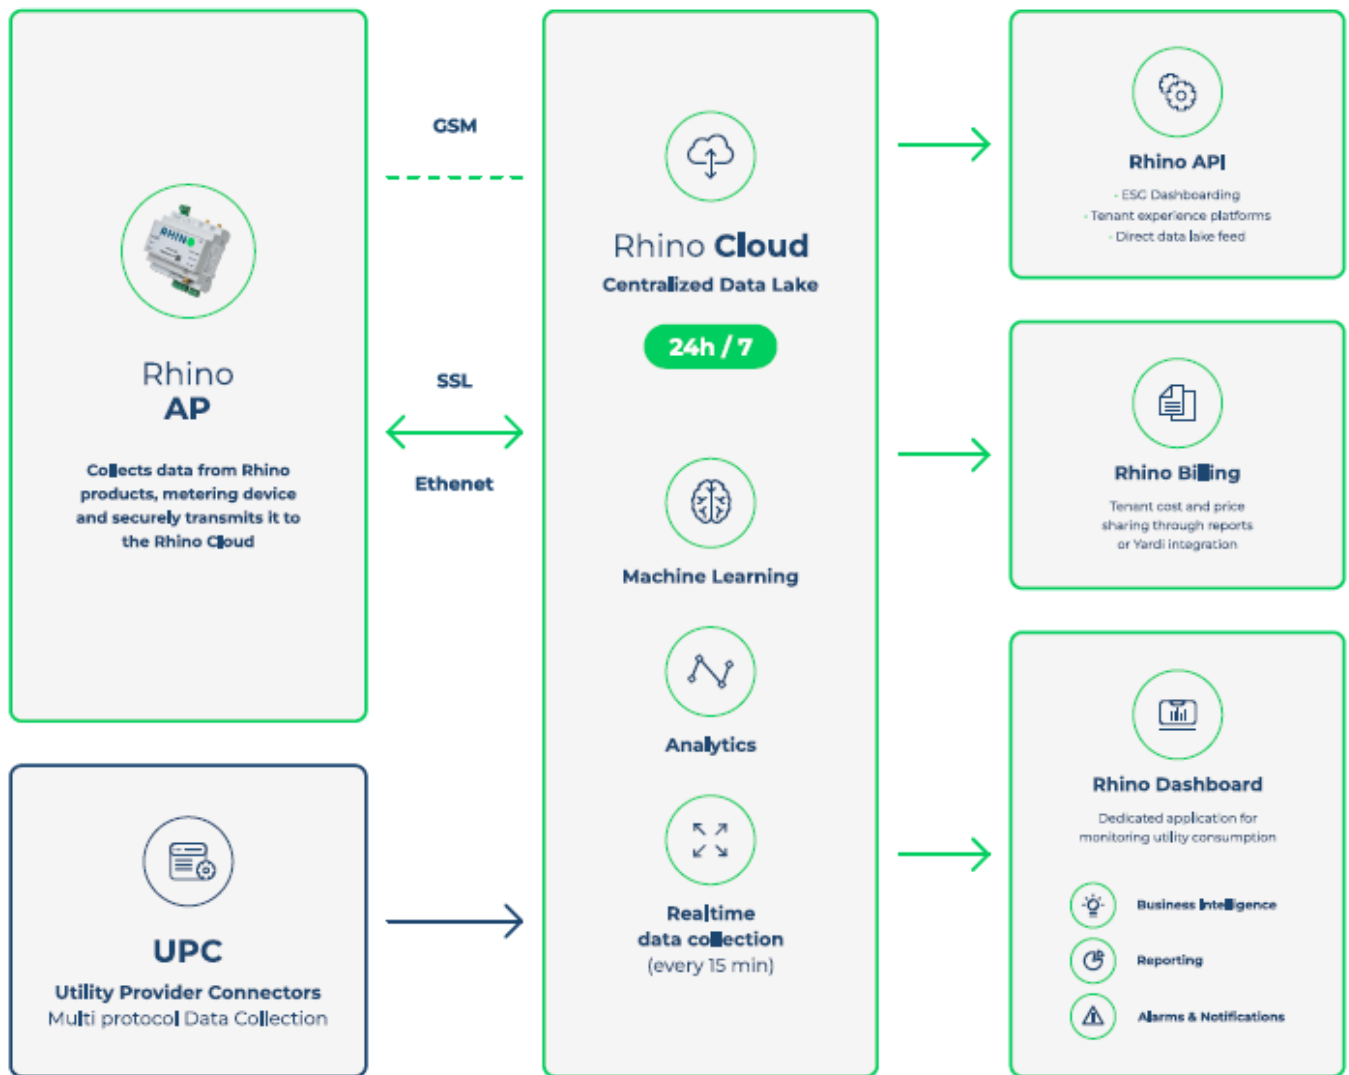 RHINO
Rhino
AP
Collects data from Rhino
products, metering device
and securely transmits it to
the Rhino Cloud
UPC
Utility Provider Connectors
Multi protocol Data Collection
GSM
SSL
Ethenet
Rhino Cloud
Centralized Data Lake
24h / 7
Machine Learning
Analytics
Realtime
data collection
(every 15 min)
Rhino API
- ESG Dashboarding
- Tenant experience platforms
- Direct data lake feed
Rhino Billing
Tenant cost and price
sharing through reports
or Yardi integration
Rhino Dashboard
Dedicated application for
monitoring utility consumption
Business Intelligence
Reporting
Alarms & Notifications